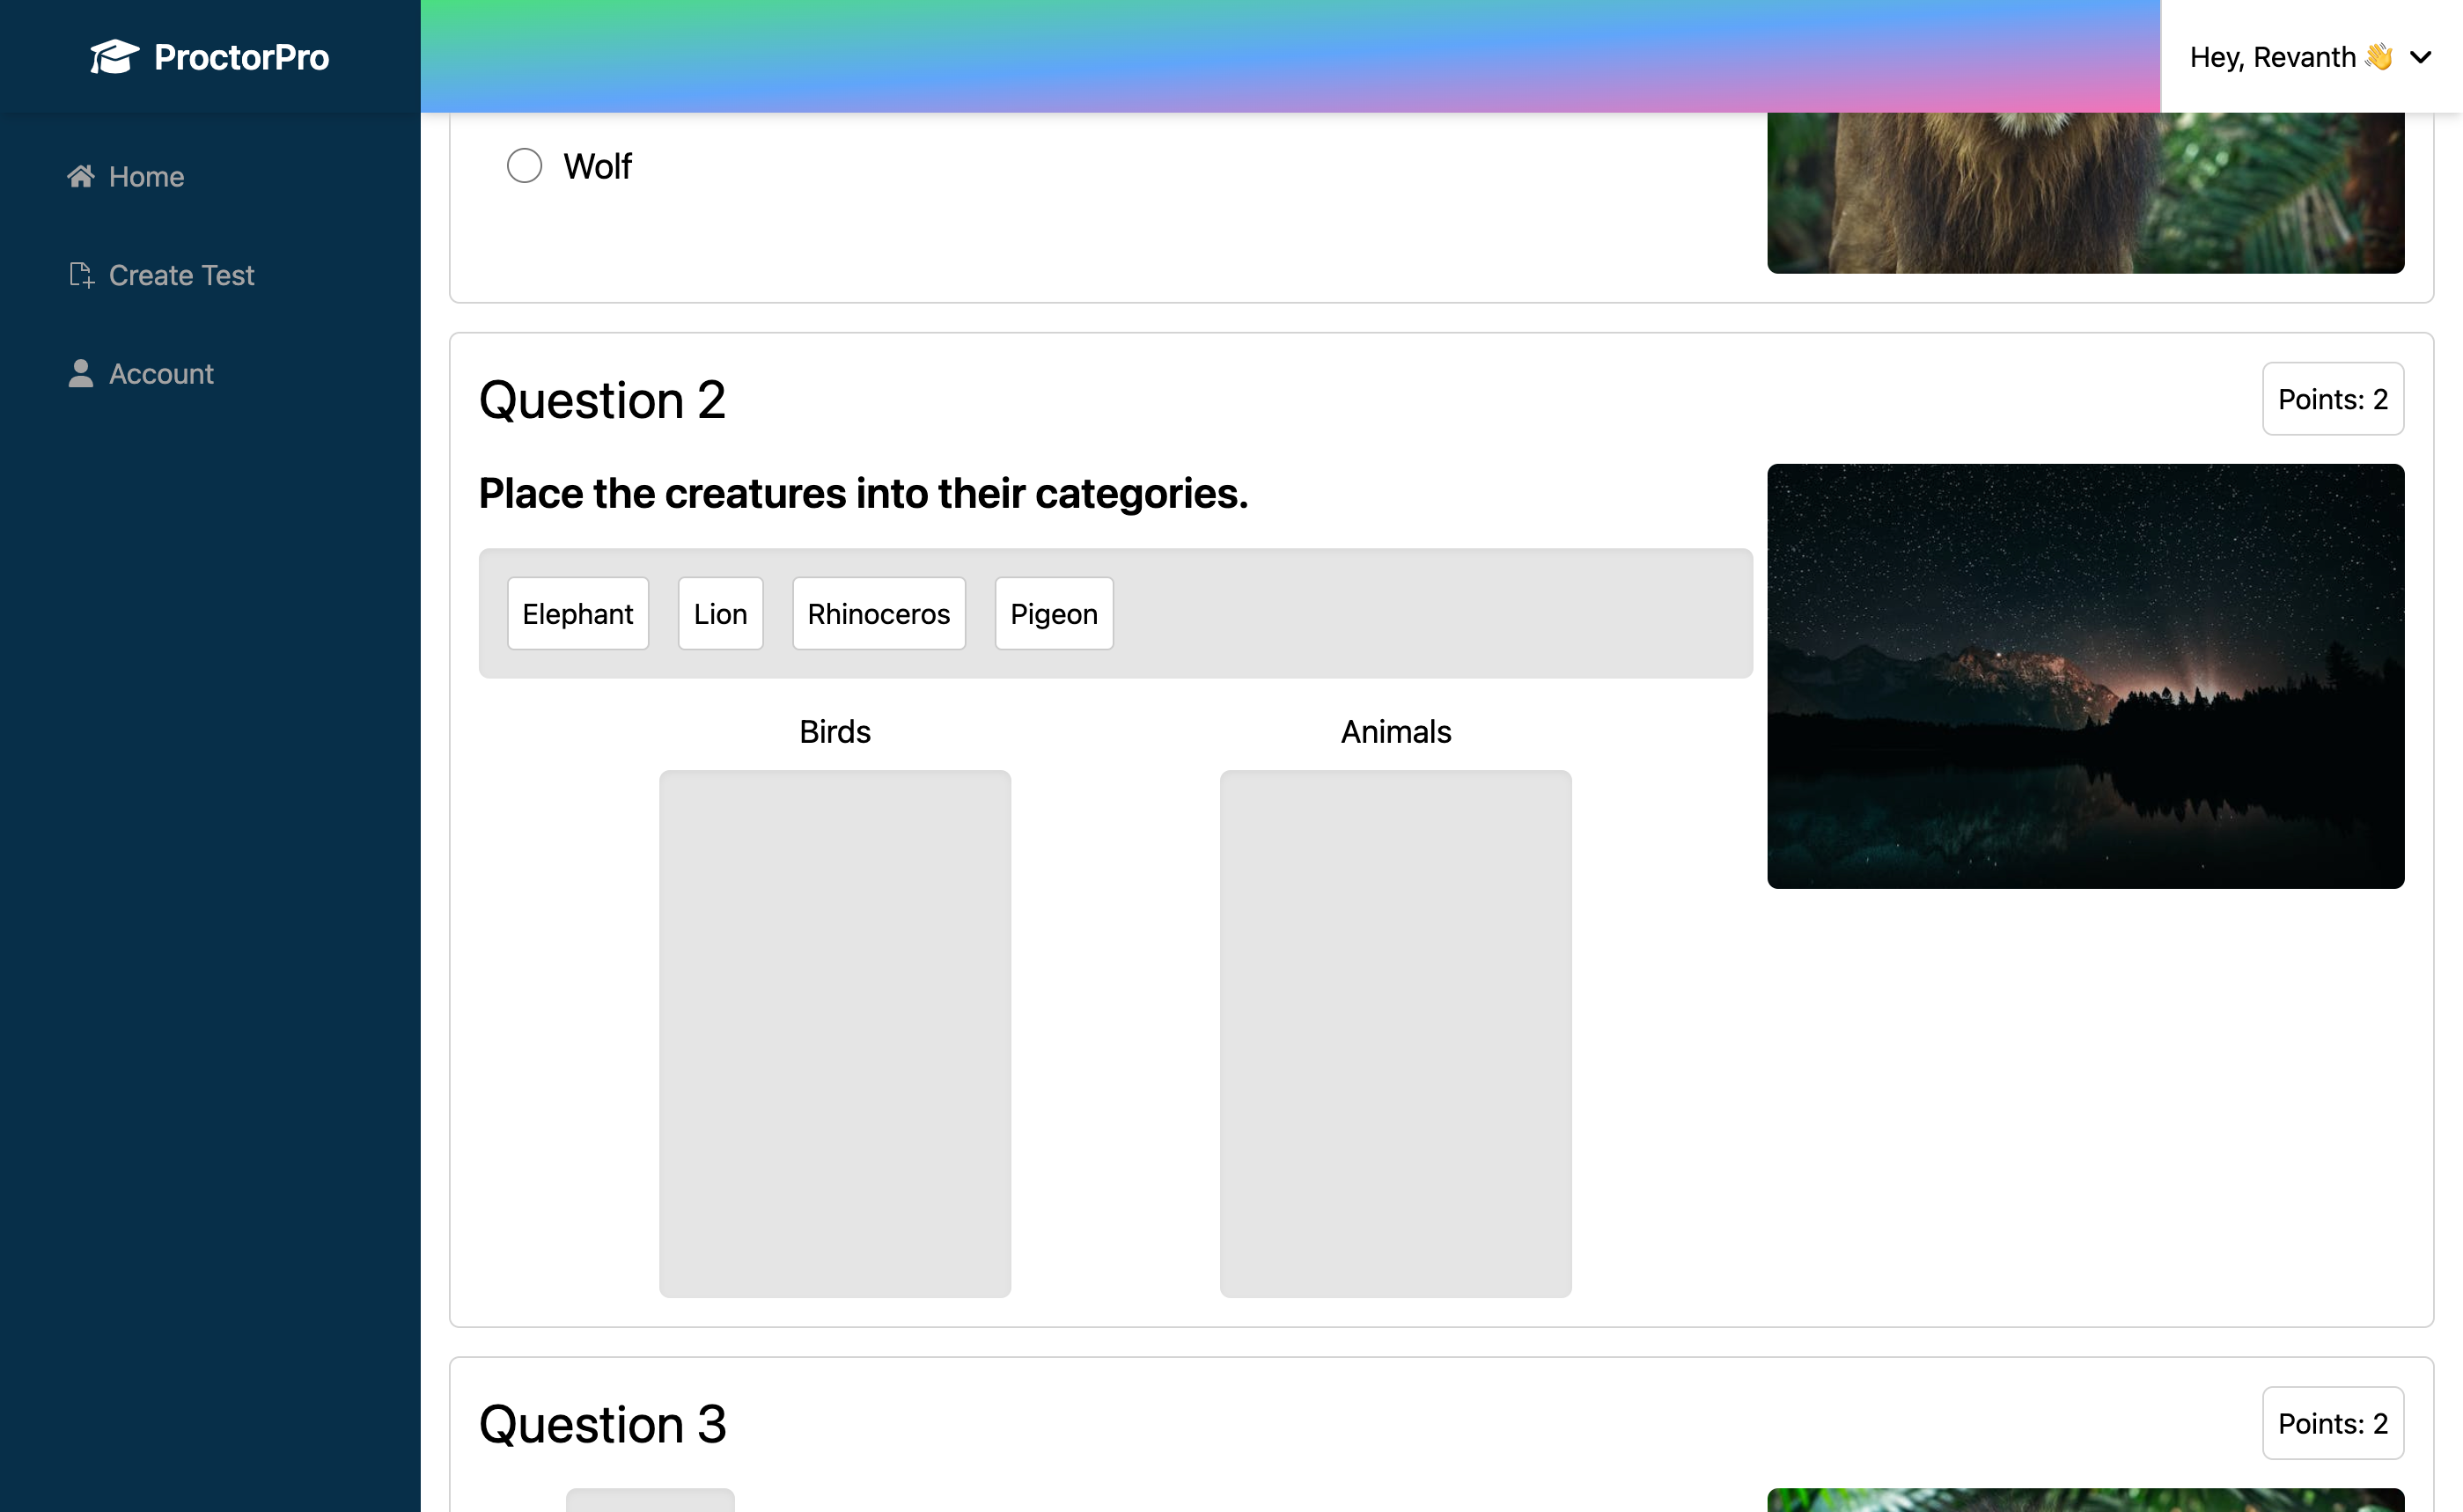 ProctorPro
Hey, Revanth 👋
Home
Create Test
Account
Wolf
Question 2
Points: 2
Place the creatures into their categories.
Elephant Lion Rhinoceros Pigeon
Birds Animals
Question 3
Points: 2